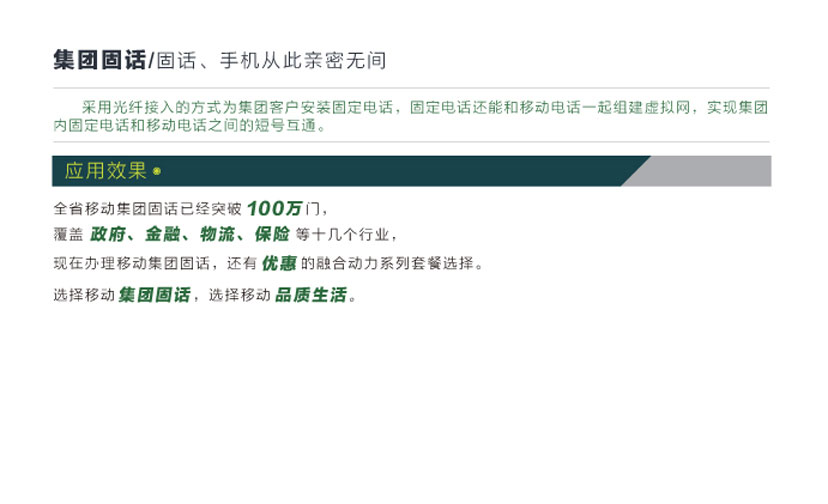 集团固话/固话、手机从此亲密无间
采用光纤接入的方式为集团客户安装固定电话，固定电话还能和移动电话一起组建虚拟网，实现集团
内固定电话和移动电话之间的短号互通。
应用效果
全省移动集团固话已经突破 100万门，
覆盖 政府、金融、物流、保险 等十几个行业，
现在办理移动集团固话，还有 优惠 的融合动力系列套餐选择。
选择移动 集团固话，选择移动 品质生活。